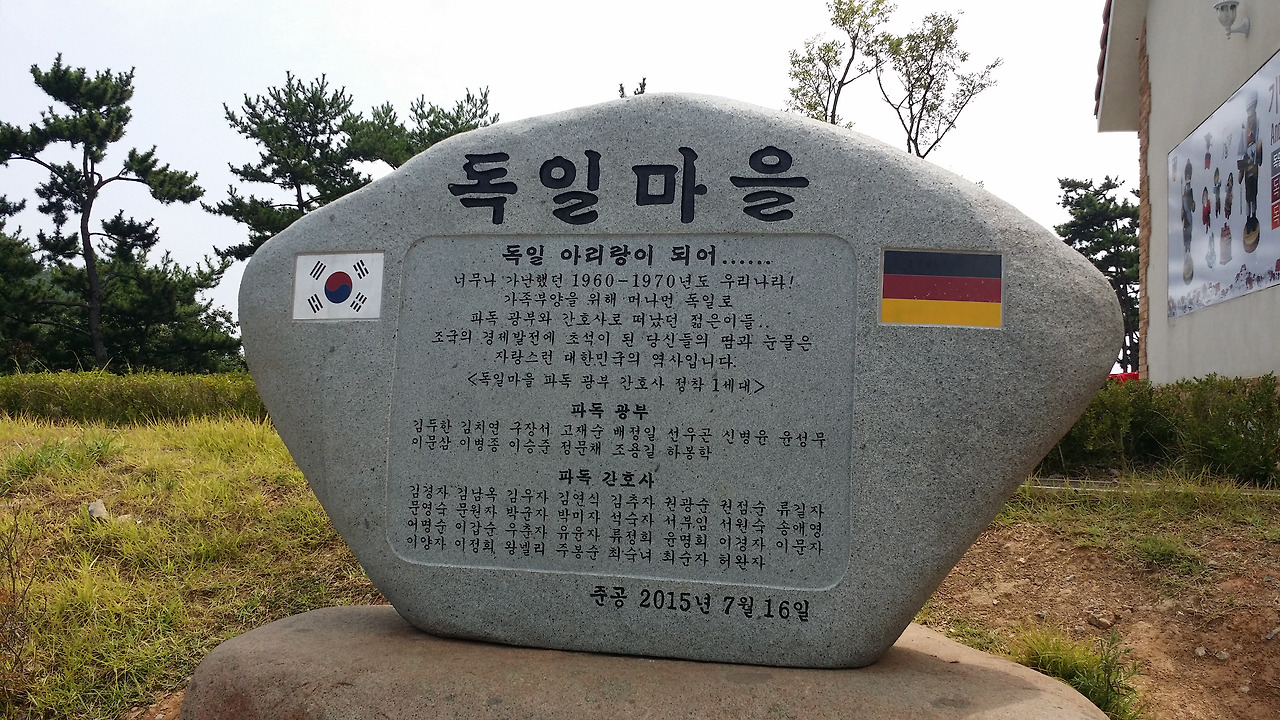 독일마을
독일 아리랑이 되어......
너무나 가난했던 1960-1970년도 우리나라!
가족부양을 위해 머나먼 독일로
파독 광부와 간호사로 떠났던 젊은이들..
조국의 경제발전에 초석이 된 당신들의 땀과 눈물은
자랑스런 대한민국의 역사입니다.
<독일마을 파독 광부 간호사 정착 1세대>
파독 광부
김두한 김치연 구장서 고재순 배정일 선우곤 신병윤 윤성무
이문삼 이병종 이승준 정문채 조용길 하봉학
파독 간호사
김경자 김남옥 김우자 김연식 김추자 권광순 권점순 류길자
문영숙 문원자 박균자 박미자 석숙자 서부임 서원숙 송애영
어명순 이갑순 우춘자 유윤자 류정희 윤명희 이경자 이문자
이양자 이정희 왕빌리 주봉순 최숙녀 최순자 허완자
준공 2015년 7월 16일